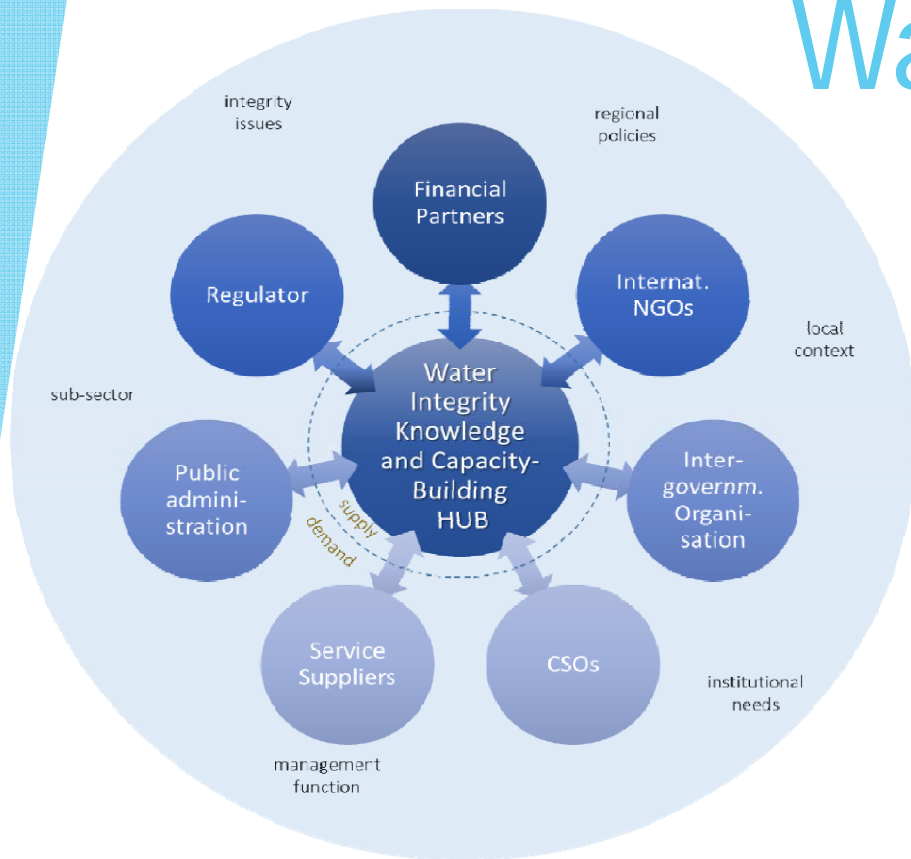 Wa
integrity
issues
regional
policies
Financial
Partners
Regulator
Internat.
NGOs
local
context
sub-sector
Water
Integrity
Knowledge
and Capacity-
Building
HUB
Public
admini-
stration
Inter-
governm.
Organi-
sation
supply
demand
Service
Suppliers
CSOs
institutional
needs
management
function